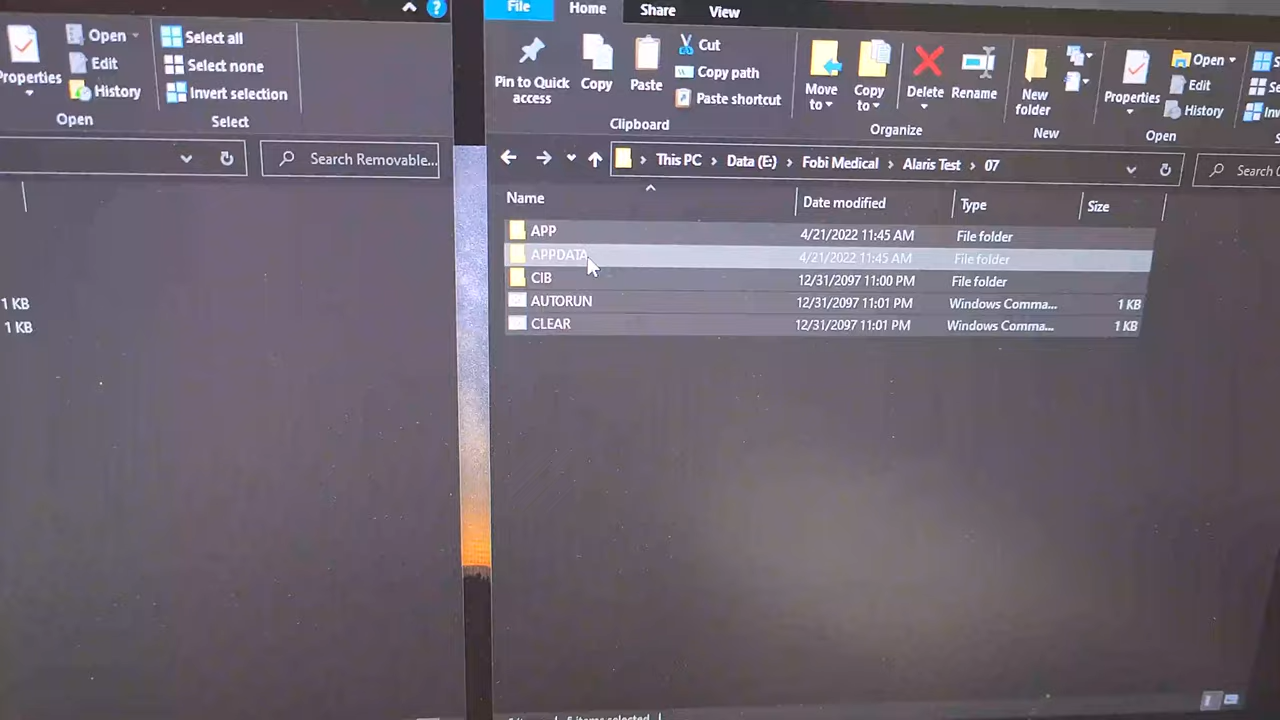 Properties
Open
Edit
History
Open
Select all
Select none
Invert selection
Select
Search Removable...
1 KB
1 KB
File
Home
Share
View
Pin to Quick access
Copy
Paste
Cut
Copy path
Paste shortcut
Clipboard
Move to
Copy to
Delete
Rename
Organize
New folder
New
Properties
Open
Edit
History
Open
This PC > Data (E:) > Fobi Medical > Alaris Test > 07
Search
Name Date modified Type Size
APP 4/21/2022 11:45 AM File folder
APPDATA 4/21/2022 11:45 AM File folder
CIB 12/31/2097 11:00 PM File folder
AUTORUN 12/31/2097 11:01 PM Windows Comma... 1 KB
CLEAR 12/31/2097 11:01 PM Windows Comma... 1 KB